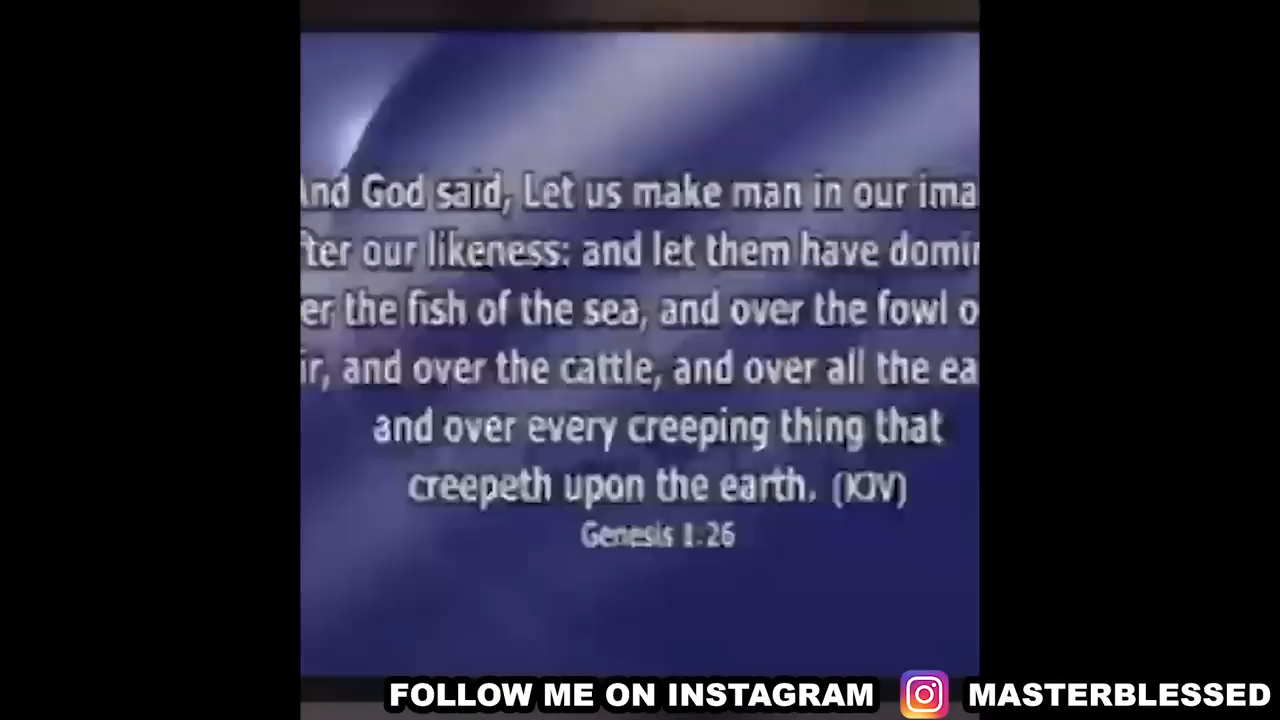 And God said, Let us make man in our ima
fter our likeness: and let them have domin
er the fish of the sea, and over the fowl o
ir, and over the cattle, and over all the ea
and over every creeping thing that
creepeth upon the earth. (KJV)
Genesis 1:26
FOLLOW ME ON INSTAGRAM MASTERBLESSED